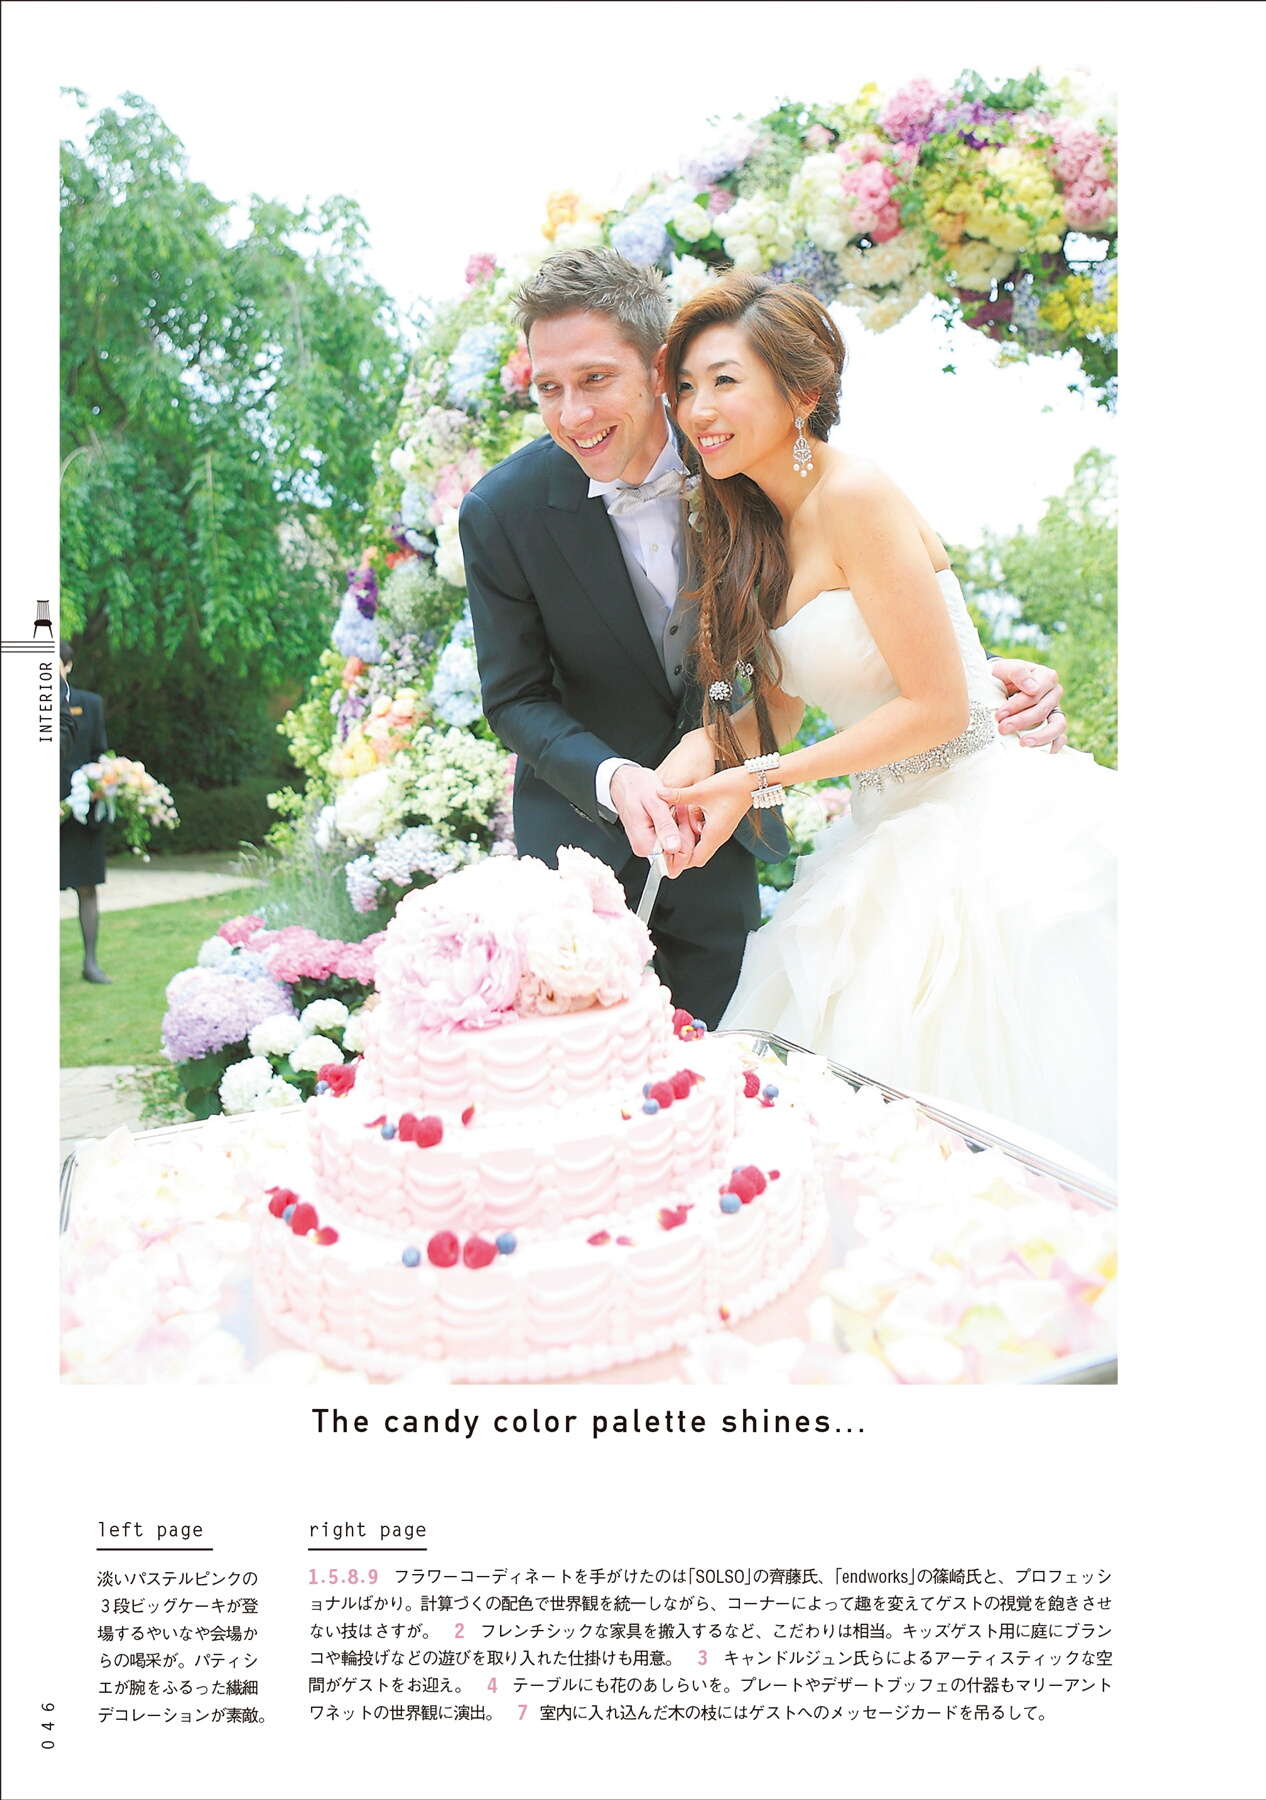 INTERIOR
The candy color palette shines...
left page
淡いパステルピンクの
3段ビッグケーキが登
場するやいなや会場か
らの喝采が。パティシ
エが腕をふるった繊細
デコレーションが素敵。
right page
1.5.8.9 フラワーコーディネートを手がけたのは「SOLSO」の齊藤氏、「endworks」の篠崎氏と、プロフェッシ
ョナルばかり。計算づくの配色で世界観を統一しながら、コーナーによって趣を変えてゲストの視覚を飽きさせ
ない技はさすが。 2 フレンチシックな家具を搬入するなど、こだわりは相当。キッズゲスト用に庭にブラン
コや輪投げなどの遊びを取り入れた仕掛けも用意。 3 キャンドルジュン氏らによるアーティスティックな空
間がゲストをお迎え。 4 テーブルにも花のあしらいを。プレートやデザートブッフェの什器もマリーアント
ワネットの世界観に演出。 7 室内に入れ込んだ木の枝にはゲストへのメッセージカードを吊るして。
046